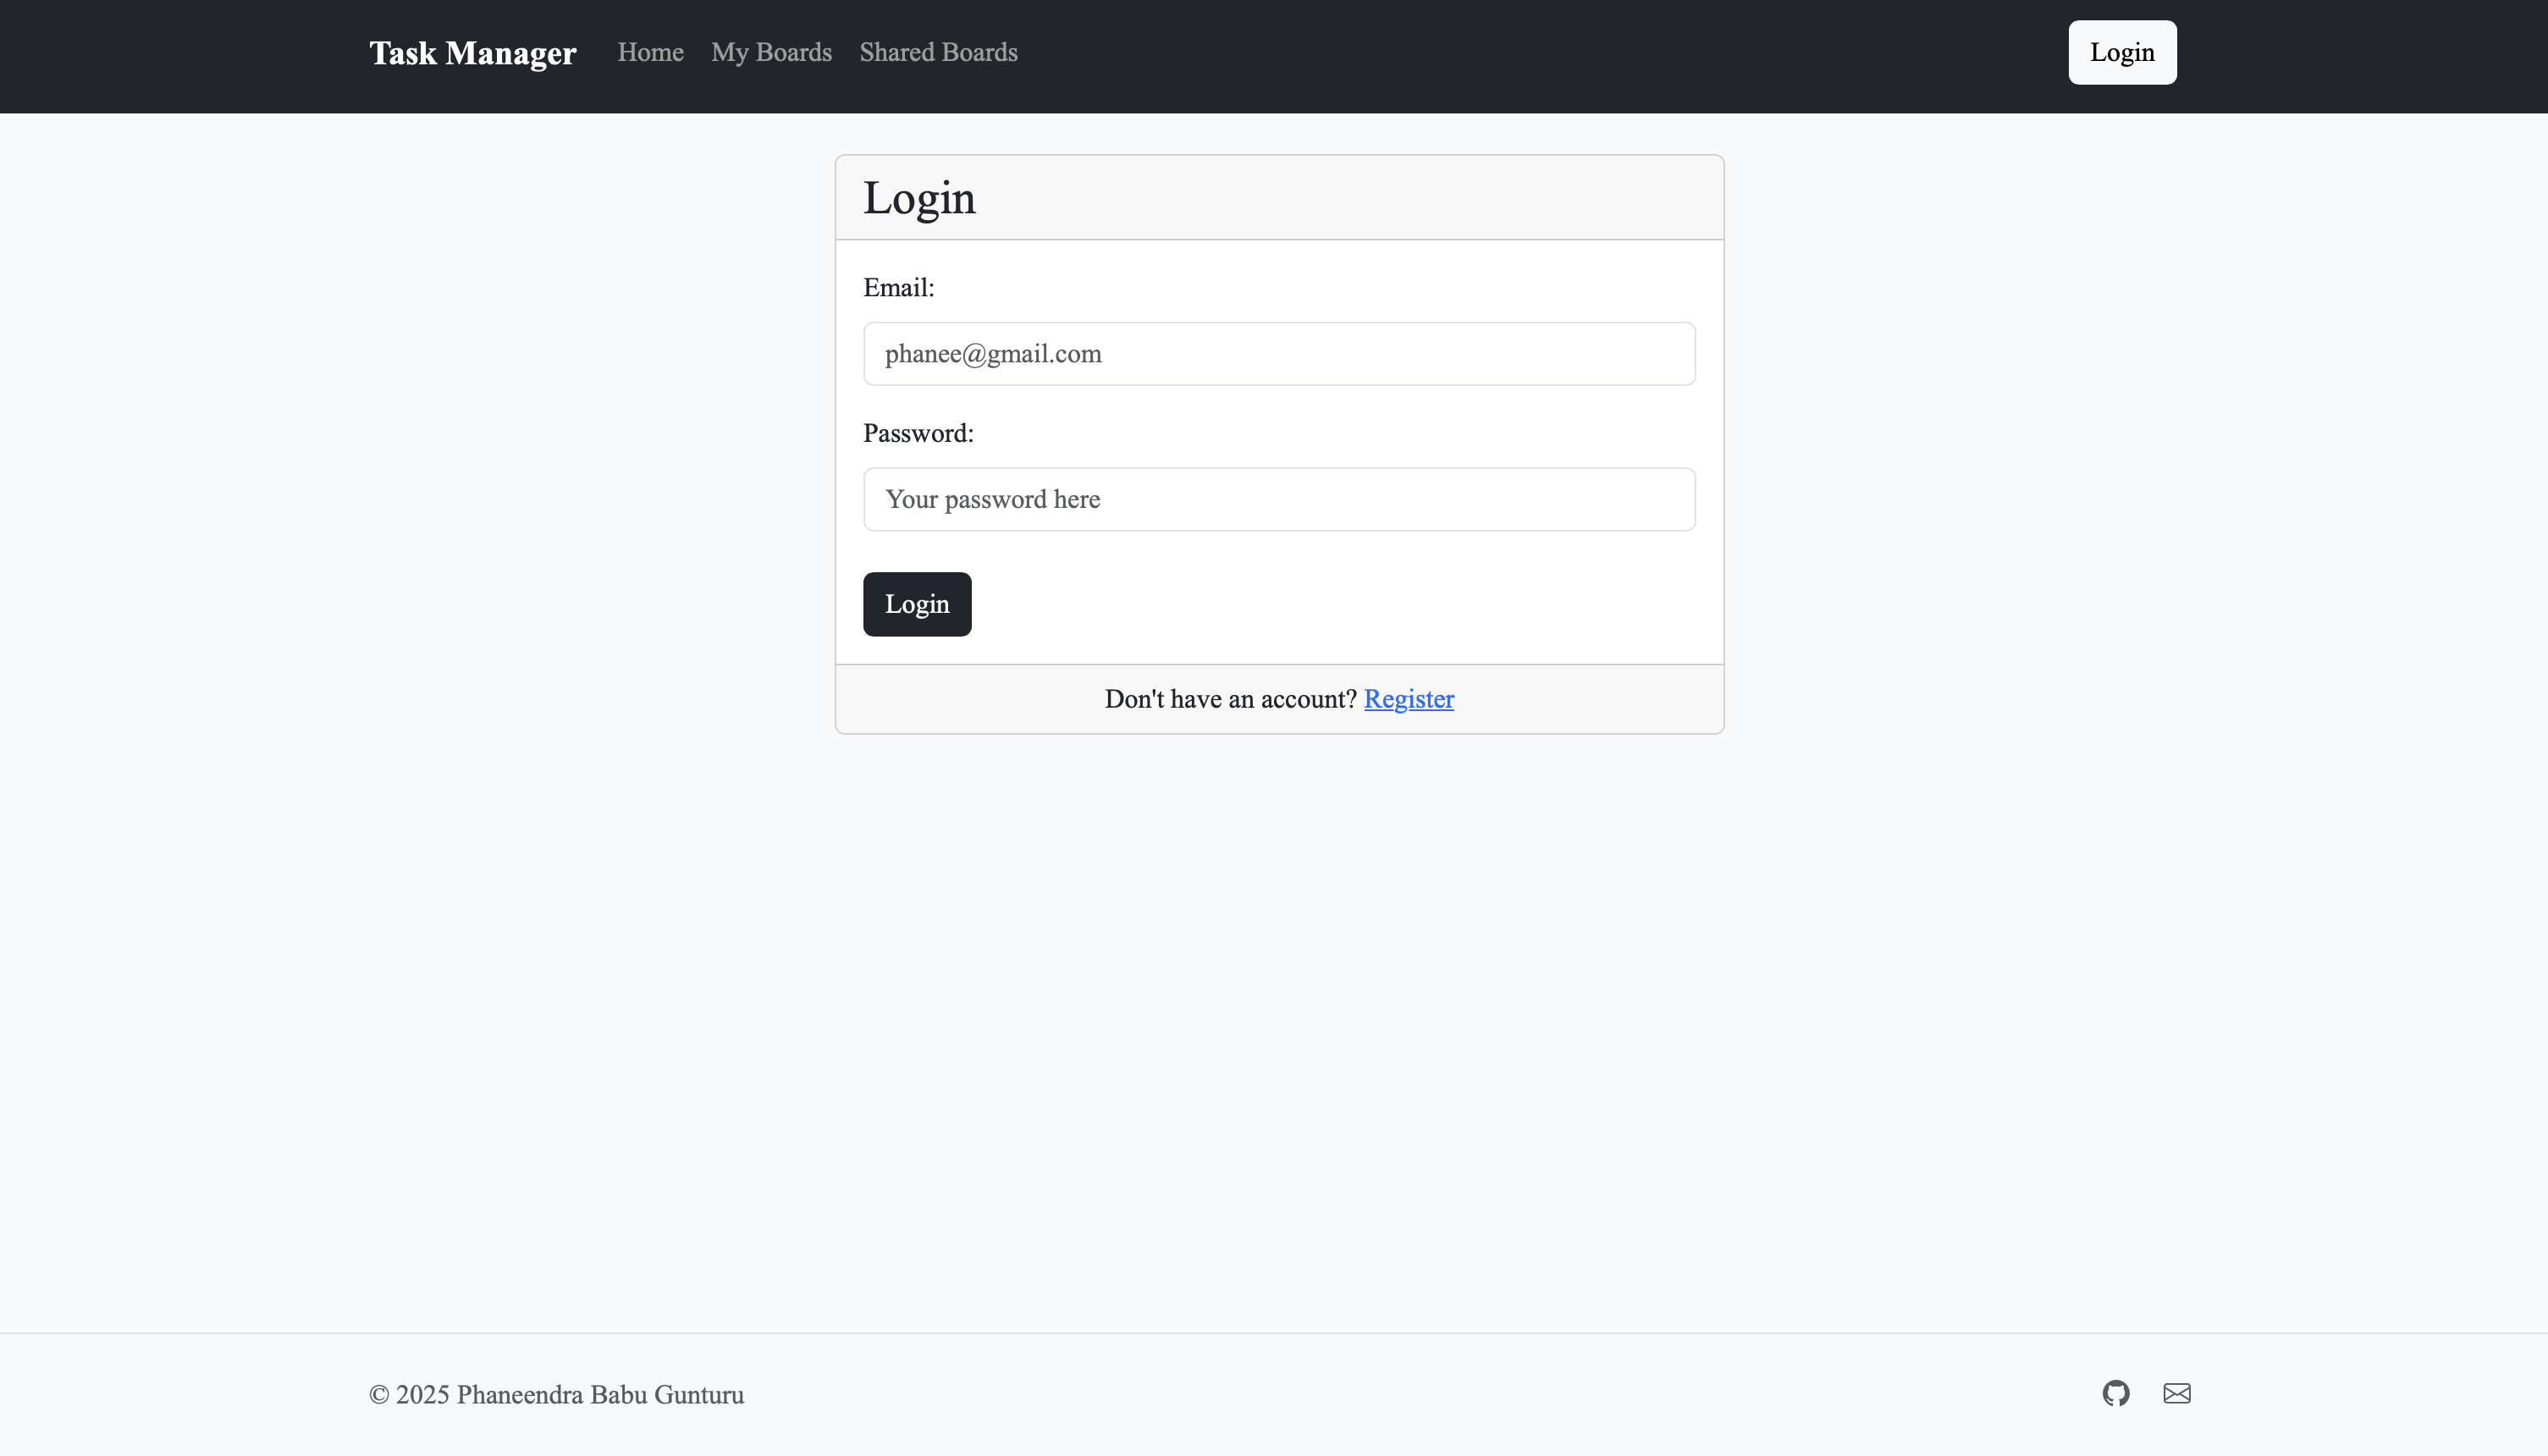 Task Manager Home My Boards Shared Boards Login
Login
Email:
phanee@gmail.com
Password:
Your password here
Login
Don't have an account? Register
© 2025 Phaneendra Babu Gunturu